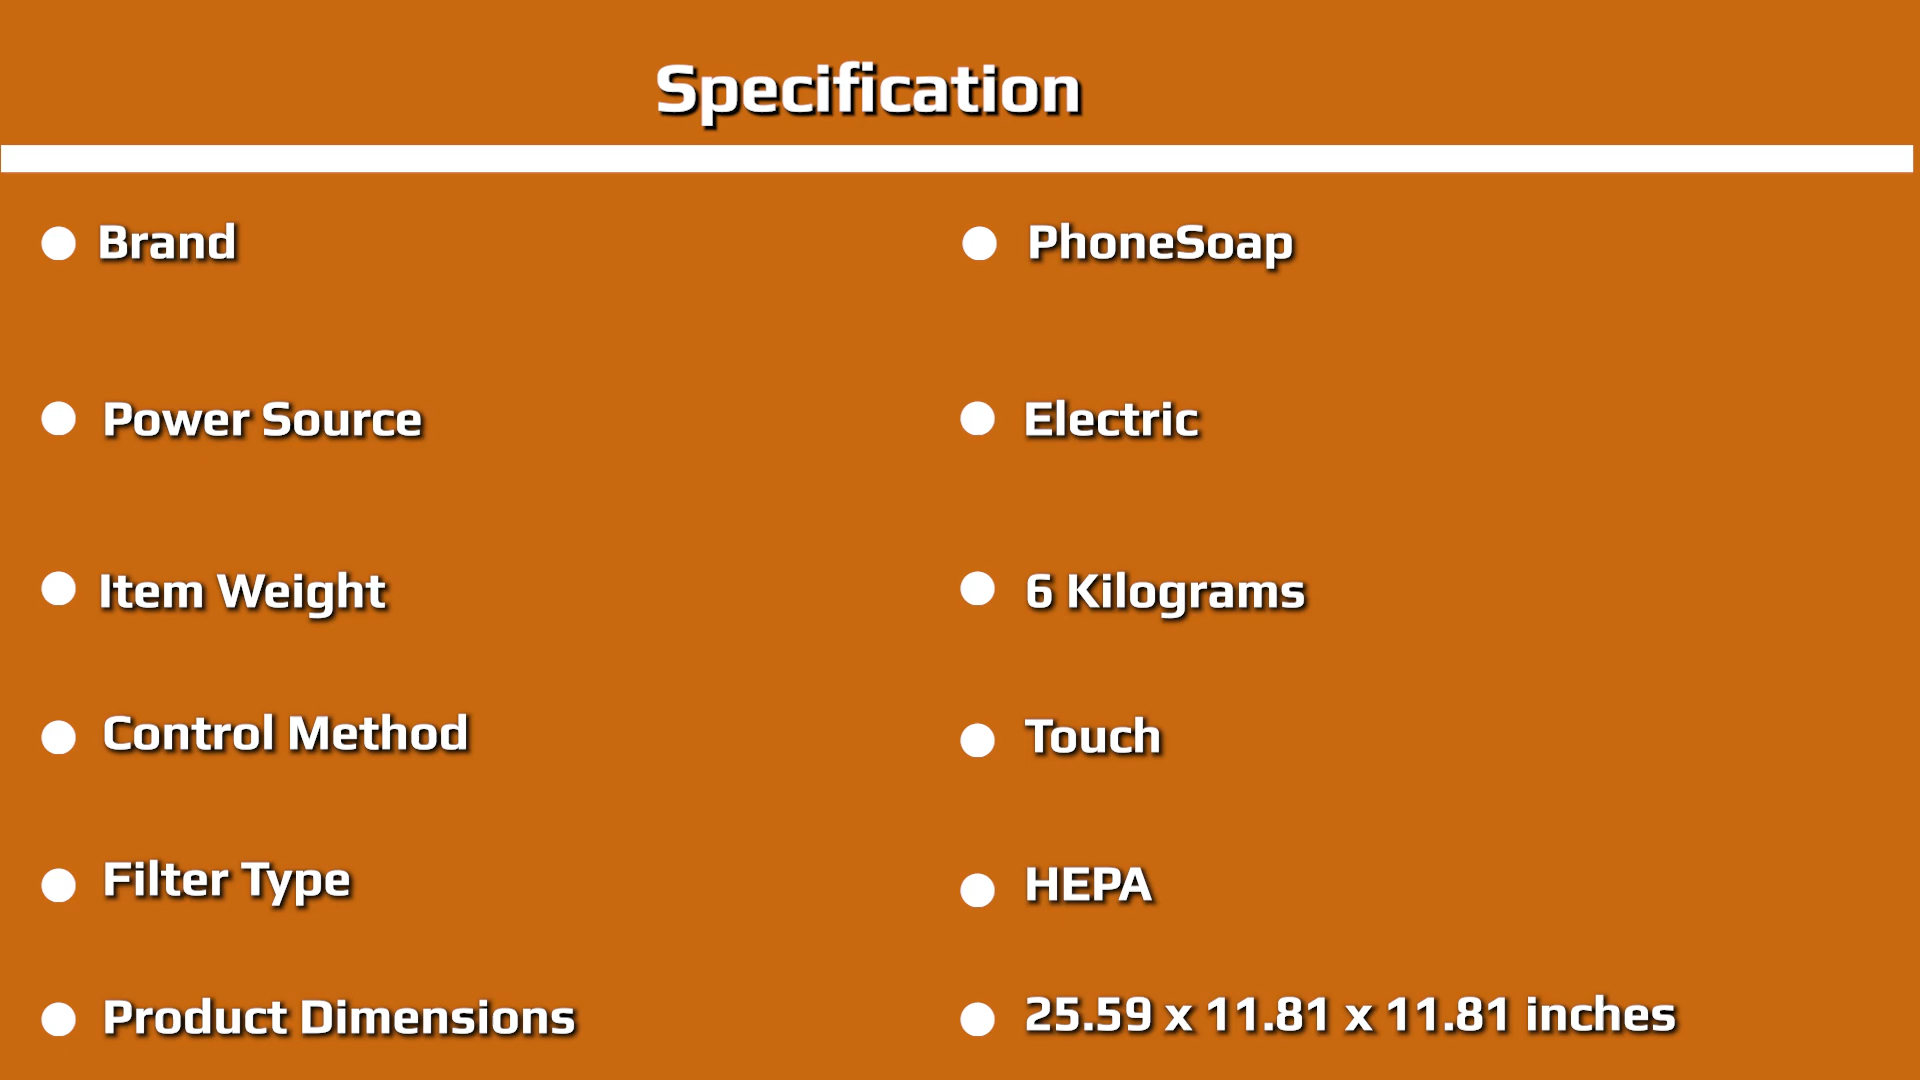 Specification
Brand
PhoneSoap
Power Source
Electric
Item Weight
6 Kilograms
Control Method
Touch
Filter Type
HEPA
Product Dimensions
25.59 x 11.81 x 11.81 inches